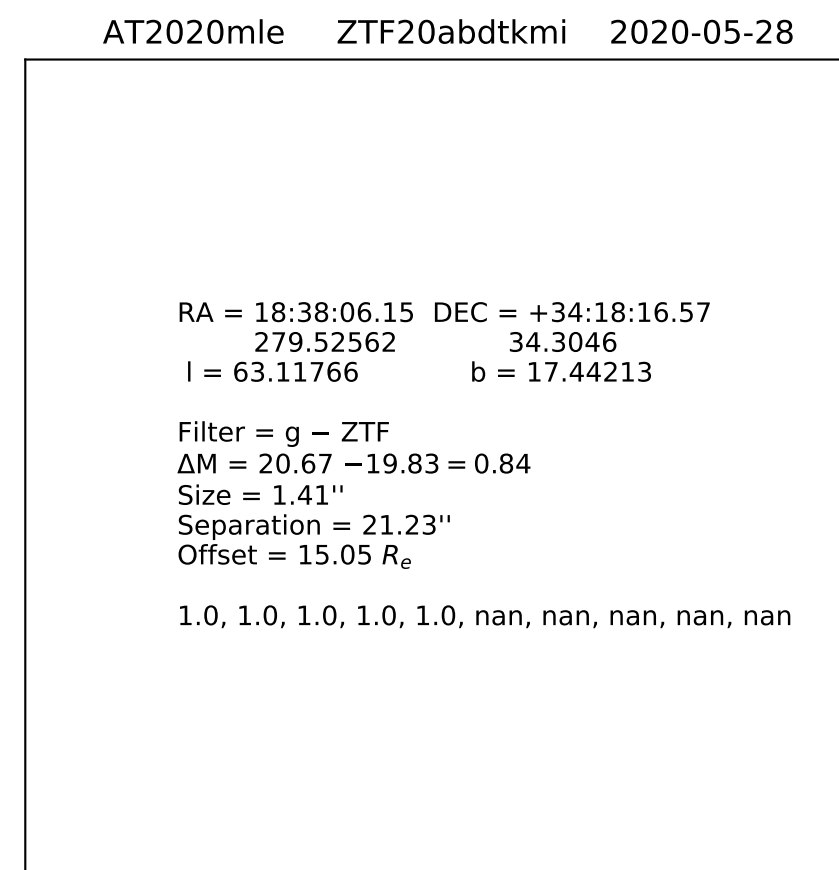 AT2020mle ZTF20abdtkmi 2020-05-28
RA = 18:38:06.15 DEC = +34:18:16.57
279.52562 34.3046
l = 63.11766 b = 17.44213
Filter = g − ZTF
ΔM = 20.67 −19.83 = 0.84
Size = 1.41''
Separation = 21.23''
Offset = 15.05 Rₑ
1.0, 1.0, 1.0, 1.0, 1.0, nan, nan, nan, nan, nan